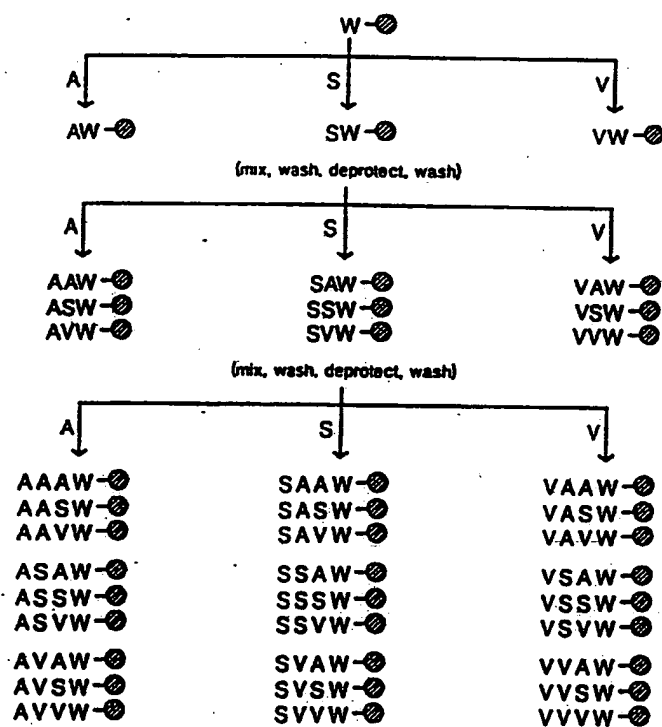 W
A S V
AW SW VW
(mix, wash, deprotect, wash)
A S V
AAW SAW VAW
ASW SSW VSW
AVW SVW VVW
(mix, wash, deprotect, wash)
A S V
AAAW SAAW VAAW
AASW SASW VASW
AAVW SAVW VAVW
ASAW SSAW VSAW
ASSW SSSW VSSW
ASVW SSVW VSVW
AVAW SVAW VVAW
AVSW SVSW VVSW
AVVW SVVW VVVW